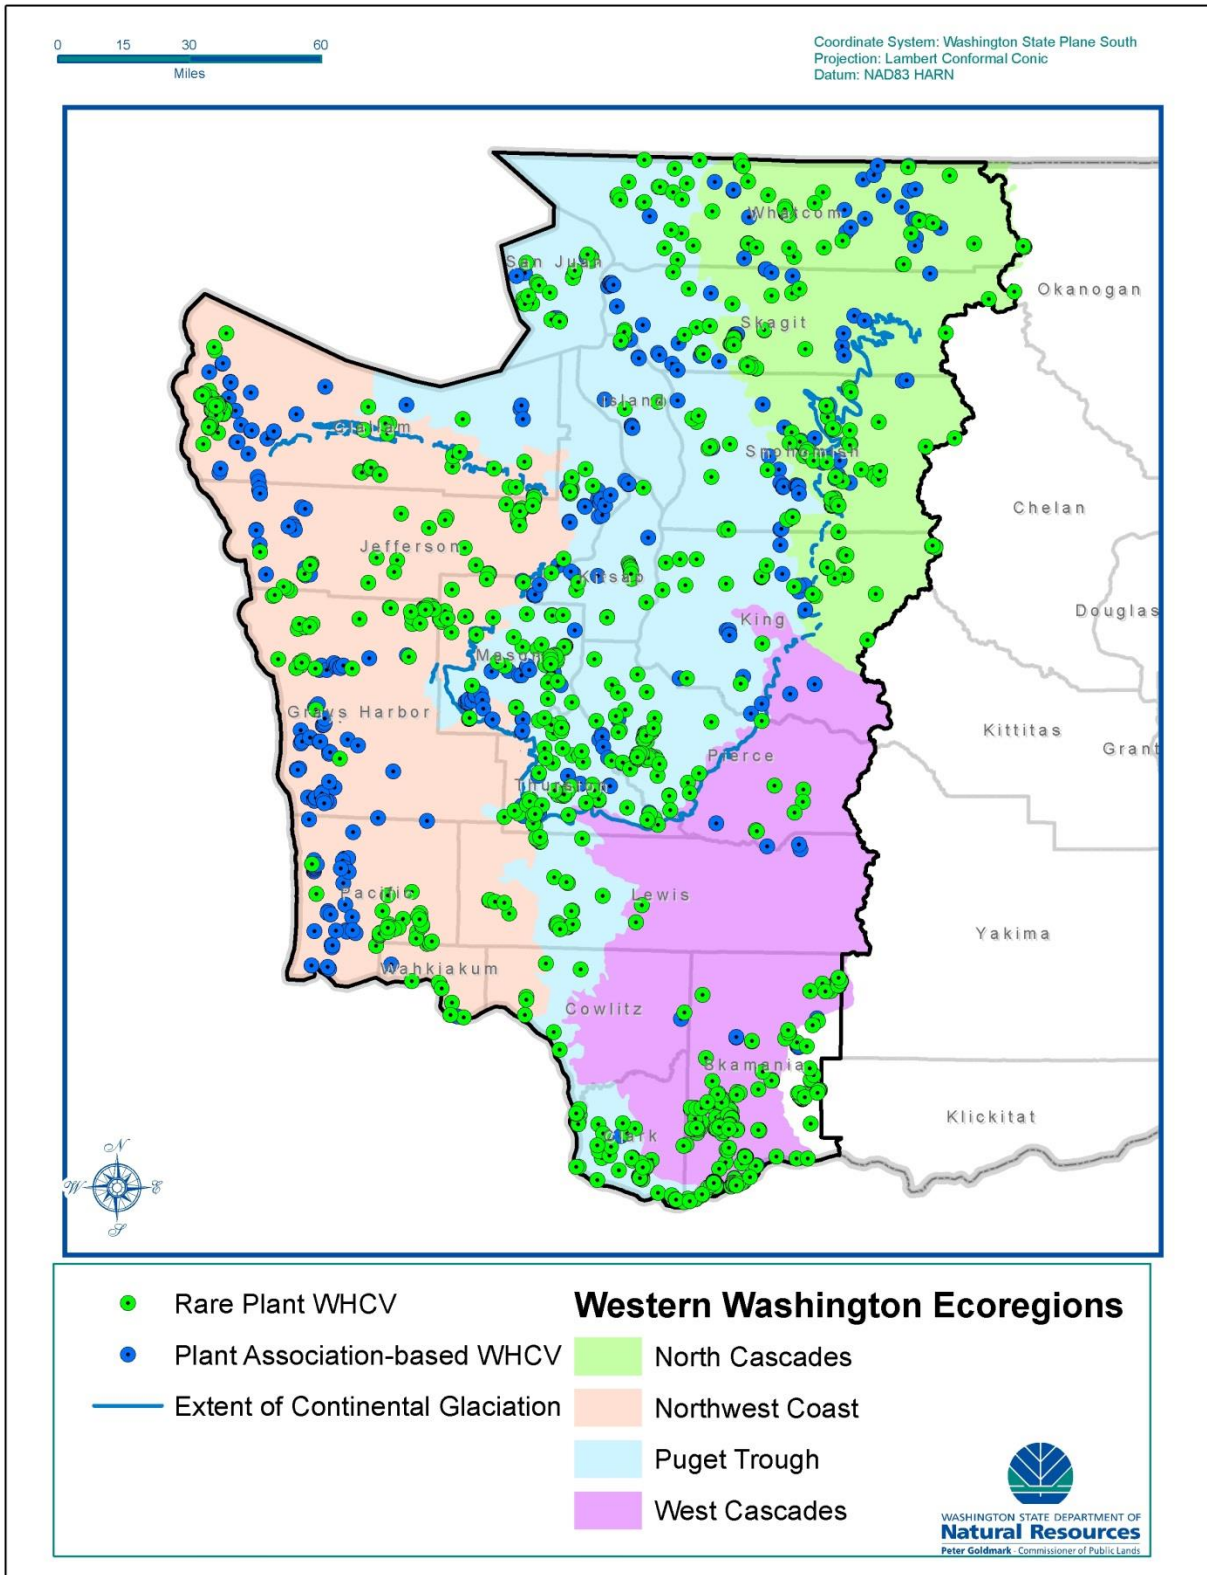 0 15 30 60
Miles
Coordinate System: Washington State Plane South
Projection: Lambert Conformal Conic
Datum: NAD83 HARN
Whatcom
San Juan
Okanogan
Skagit
Island
Clallam
Snohomish
Chelan
Jefferson
Kitsap
Douglas
King
Mason
Grays Harbor
Kittitas
Grant
Pierce
Thurston
Lewis
Pacific
Yakima
Wahkiakum
Cowlitz
Skamania
Klickitat
Clark
N
W E
S
Rare Plant WHCV
Plant Association-based WHCV
Extent of Continental Glaciation
Western Washington Ecoregions
North Cascades
Northwest Coast
Puget Trough
West Cascades
WASHINGTON STATE DEPARTMENT OF
Natural Resources
Peter Goldmark - Commissioner of Public Lands